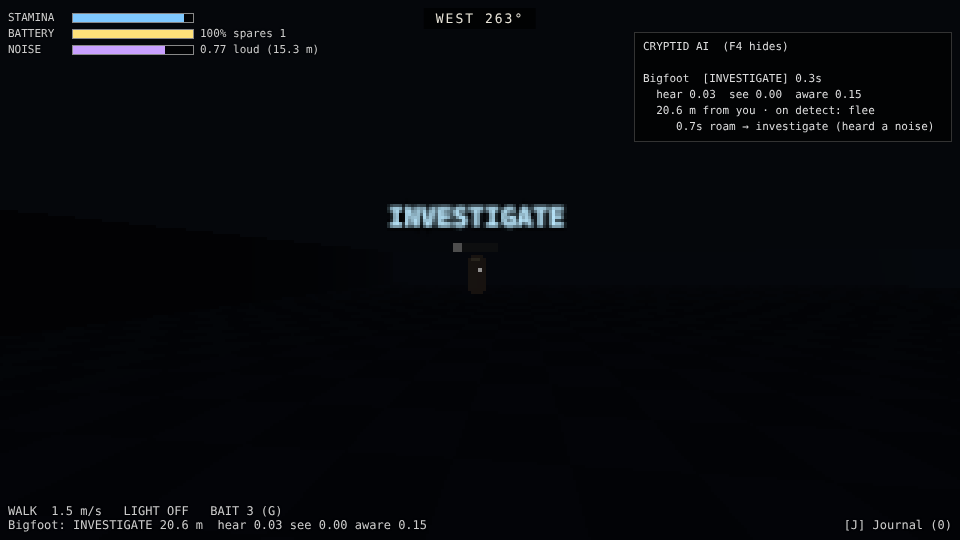 STAMINA
BATTERY 100% spares 1
NOISE 0.77 loud (15.3 m)
WEST 263°
CRYPTID AI (F4 hides)
Bigfoot [INVESTIGATE] 0.3s
hear 0.03 see 0.00 aware 0.15
20.6 m from you · on detect: flee
0.7s roam → investigate (heard a noise)
INVESTIGATE
WALK 1.5 m/s LIGHT OFF BAIT 3 (G)
Bigfoot: INVESTIGATE 20.6 m hear 0.03 see 0.00 aware 0.15
[J] Journal (0)